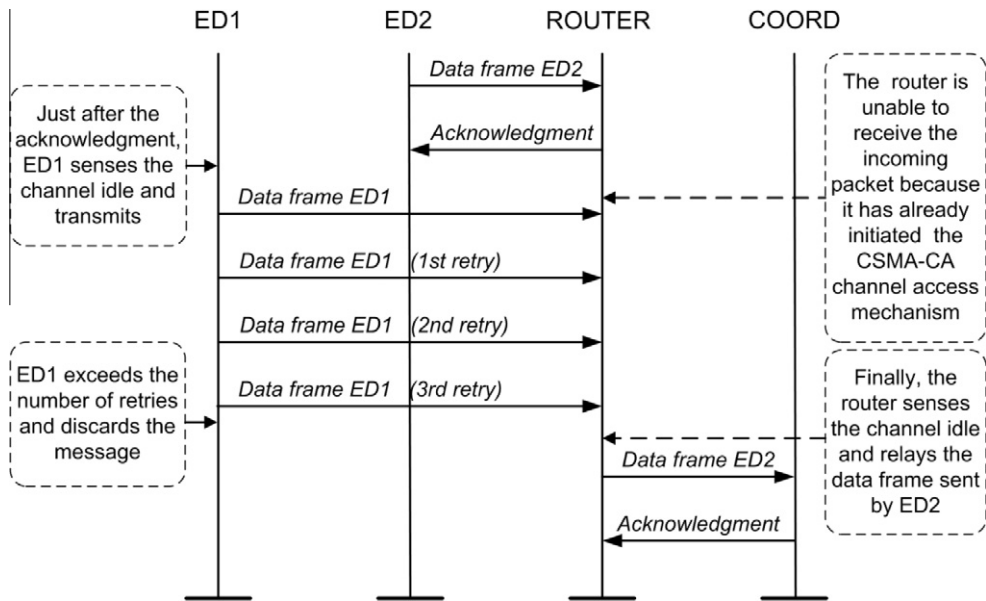 ED1
ED2
ROUTER
COORD
Data frame ED2
Acknowledgment
Just after the
acknowledgment,
ED1 senses the
channel idle and
transmits
The router is
unable to
receive the
incoming
packet because
it has already
initiated the
CSMA-CA
channel access
mechanism
Data frame ED1
Data frame ED1 (1st retry)
Data frame ED1 (2nd retry)
Data frame ED1 (3rd retry)
ED1 exceeds the
number of retries
and discards the
message
Finally, the
router senses
the channel idle
and relays the
data frame sent
by ED2
Data frame ED2
Acknowledgment